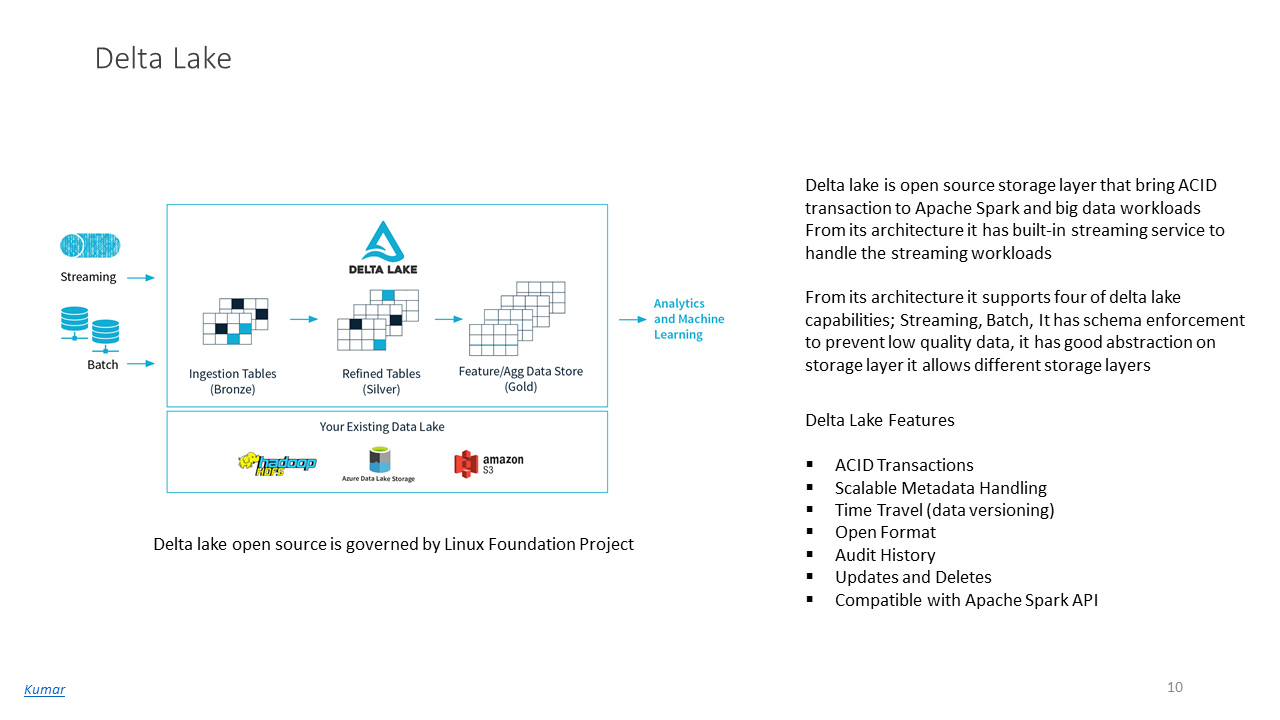 Delta Lake
Streaming
Batch
DELTA LAKE
Ingestion Tables
(Bronze)
Refined Tables
(Silver)
Feature/Agg Data Store
(Gold)
Analytics
and Machine
Learning
Your Existing Data Lake
hadoop
HDFS
Azure Data Lake Storage
amazon
S3
Delta lake open source is governed by Linux Foundation Project
Delta lake is open source storage layer that bring ACID
transaction to Apache Spark and big data workloads
From its architecture it has built-in streaming service to
handle the streaming workloads
From its architecture it supports four of delta lake
capabilities; Streaming, Batch, It has schema enforcement
to prevent low quality data, it has good abstraction on
storage layer it allows different storage layers
Delta Lake Features
▪ ACID Transactions
▪ Scalable Metadata Handling
▪ Time Travel (data versioning)
▪ Open Format
▪ Audit History
▪ Updates and Deletes
▪ Compatible with Apache Spark API
Kumar
10